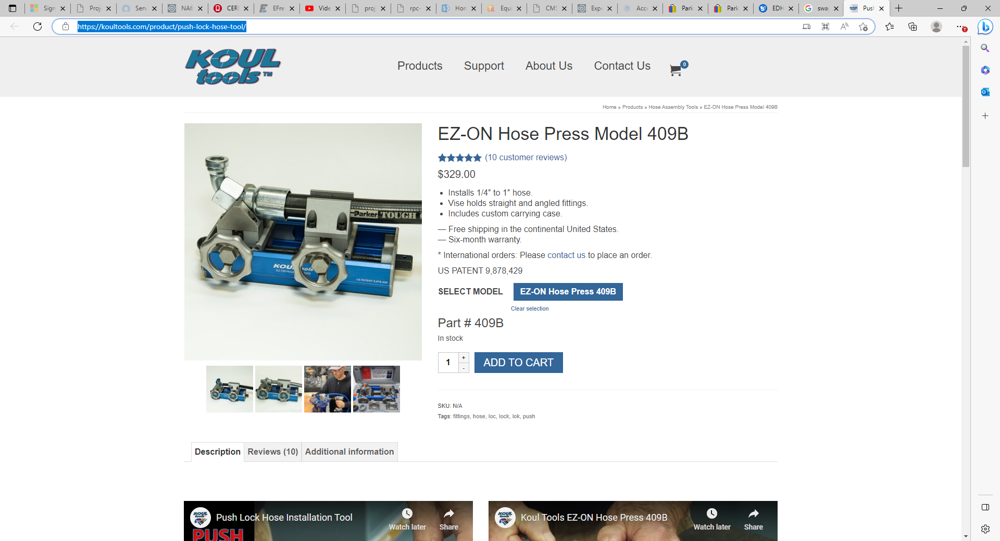 Sign
Proj
Serv
NA6
CERI
EFre
Vide
proj
rpc-
Hon
Equi
CMS
Expe
Acce
Park
Park
EDH
swag
Push
https://koultools.com/product/push-lock-hose-tool/
KOUL
tools™
Products
Support
About Us
Contact Us
0
Home » Products » Hose Assembly Tools » EZ-ON Hose Press Model 409B
EZ-ON Hose Press Model 409B
(10 customer reviews)
$329.00
• Installs 1/4″ to 1″ hose.
• Vise holds straight and angled fittings.
• Includes custom carrying case.
— Free shipping in the continental United States.
— Six-month warranty.
* International orders: Please contact us to place an order.
US PATENT 9,878,429
SELECT MODEL
EZ-ON Hose Press 409B
Clear selection
Part # 409B
In stock
1
+
-
ADD TO CART
SKU: N/A
Tags: fittings, hose, loc, lock, lok, push
Parker TOUGH
KOUL tools
EZ-ON Hose
US PATENT 9,878,429
Description
Reviews (10)
Additional information
Push Lock Hose Installation Tool
Watch later
Share
PUSH
Koul Tools EZ-ON Hose Press 409B
Watch later
Share